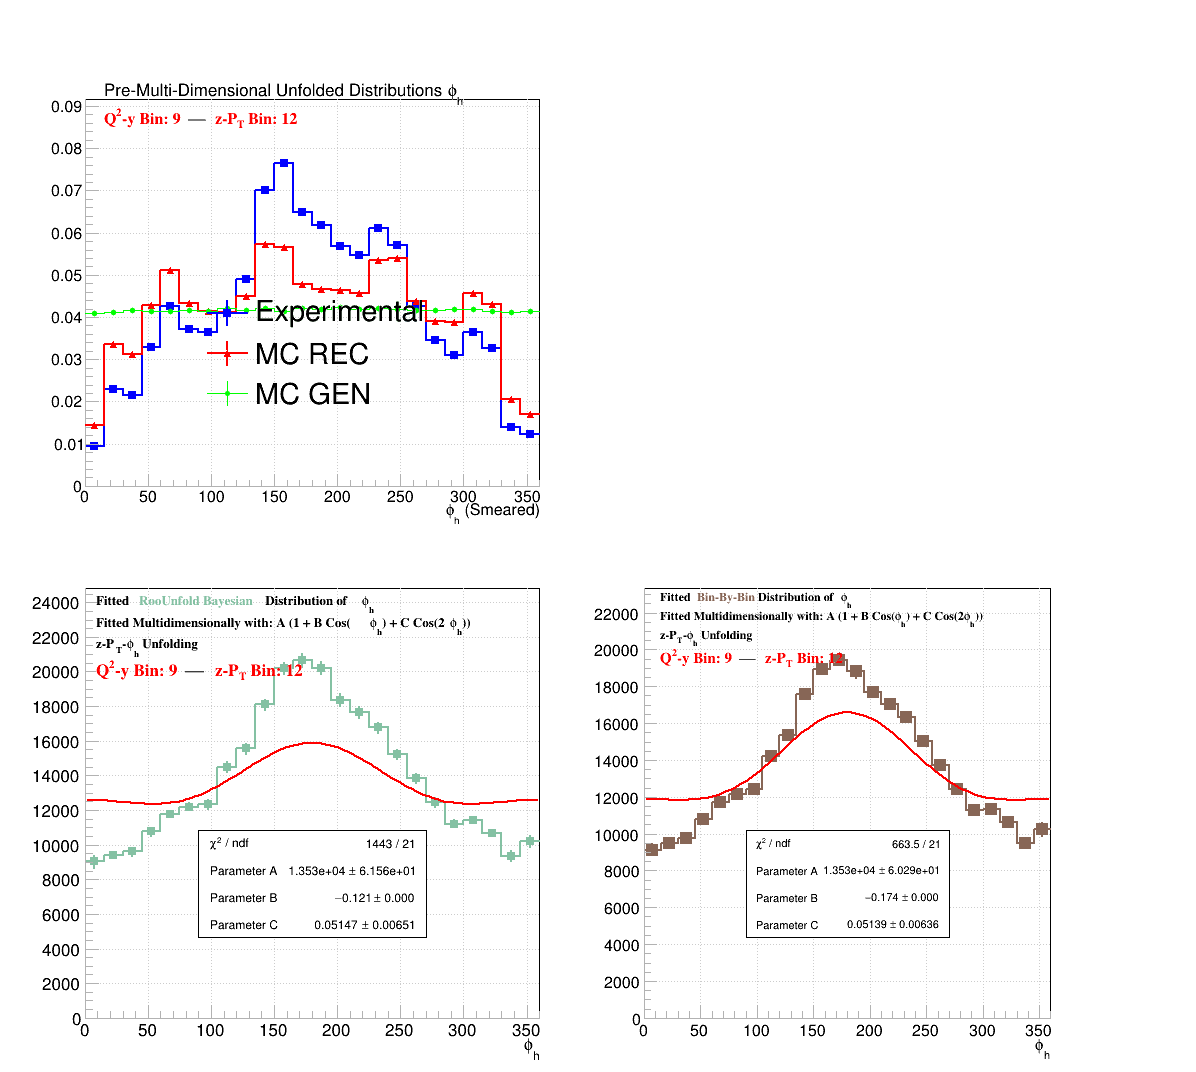 Pre-Multi-Dimensional Unfolded Distributions ϕh
Q2-y Bin: 9 — z-PT Bin: 12
0.09
0.08
0.07
0.06
0.05
0.04
0.03
0.02
0.01
0
Experimental
MC REC
MC GEN
0 50 100 150 200 250 300 350
ϕh (Smeared)
Fitted RooUnfold Bayesian Distribution of ϕh
Fitted Multidimensionally with: A (1 + B Cos( ϕh) + C Cos(2 ϕh))
z-PT-ϕh Unfolding
Q2-y Bin: 9 — z-PT Bin: 12
24000
22000
20000
18000
16000
14000
12000
10000
8000
6000
4000
2000
0
χ2 / ndf 1443 / 21
Parameter A 1.353e+04 ± 6.156e+01
Parameter B −0.121 ± 0.000
Parameter C 0.05147 ± 0.00651
0 50 100 150 200 250 300 350
ϕh
Fitted Bin-By-Bin Distribution of ϕh
Fitted Multidimensionally with: A (1 + B Cos(ϕh) + C Cos(2ϕh))
z-PT-ϕh Unfolding
Q2-y Bin: 9 — z-PT Bin: 12
22000
20000
18000
16000
14000
12000
10000
8000
6000
4000
2000
0
χ2 / ndf 663.5 / 21
Parameter A 1.353e+04 ± 6.029e+01
Parameter B −0.174 ± 0.000
Parameter C 0.05139 ± 0.00636
0 50 100 150 200 250 300 350
ϕh